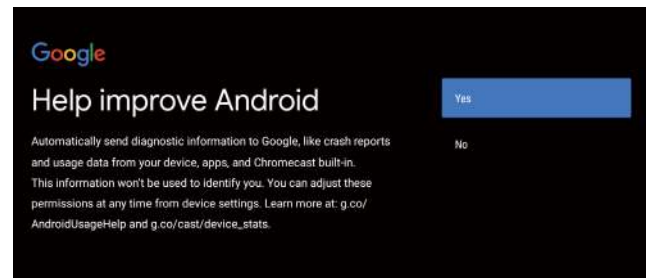 Google
Help improve Android
Automatically send diagnostic information to Google, like crash reports
and usage data from your device, apps, and Chromecast built-in.
This information won't be used to identify you. You can adjust these
permissions at any time from device settings. Learn more at: g.co/
AndroidUsageHelp and g.co/cast/device_stats.
Yes
No